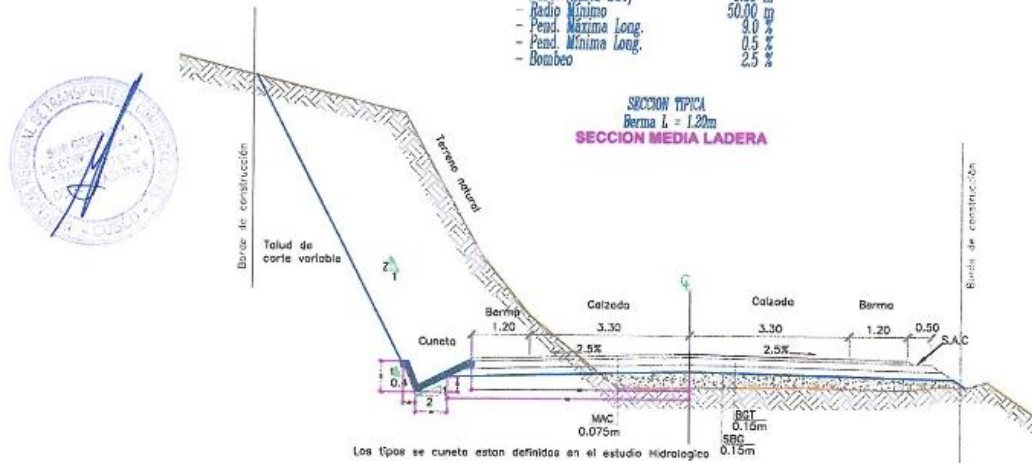 - Radio Mínimo 50.00 m
- Pend. Máxima Long. 9.0 %
- Pend. Mínima Long. 0.5 %
- Bombeo 2.5 %
SECCION TIPICA
Berma L = 1.20m
SECCION MEDIA LADERA
CUSCO
Borde de construcción
Talud de
corte variable
Terreno natural
Borde de construcción
Z
1
Cuneta
Berma
Calzada
Calzada
Berma
1.20
3.30
3.30
1.20
0.50
2.5%
2.5%
S.A.C
0.4
2
MAC
0.075m
BGT
0.15m
SBG
0.15m
Los tipos se cuneta estan definidos en el estudio Hidrologico